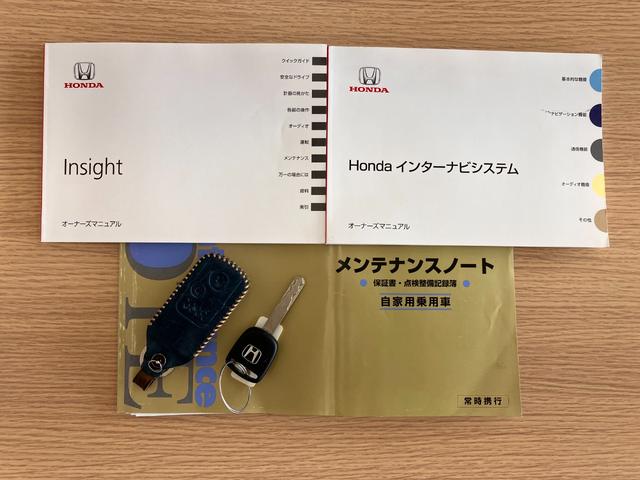 HONDA
Insight
オーナーズマニュアル
クイックガイド
安全なドライブ
計器の見かた
各部の操作
オーディオ
運転
メンテナンス
万一の場合には
資料
索引
HONDA
Honda インターナビシステム
オーナーズマニュアル
基本的な機能
ナビゲーション機能
通信機能
オーディオ機能
その他
メンテナンスノート
保証書・点検整備記録簿
自家用乗用車
常時携行